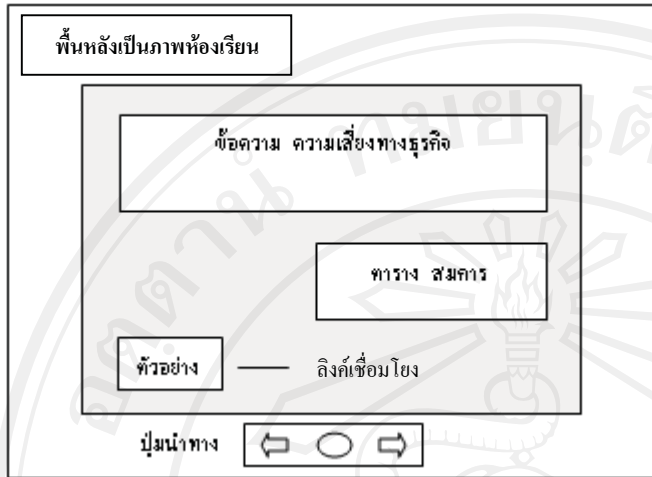 พื้นหลังเป็นภาพห้องเรียน
ข้อความ ความเสี่ยงทางธุรกิจ
ตาราง สมการ
ตัวอย่าง
ลิงค์เชื่อมโยง
ปุ่มนำทาง